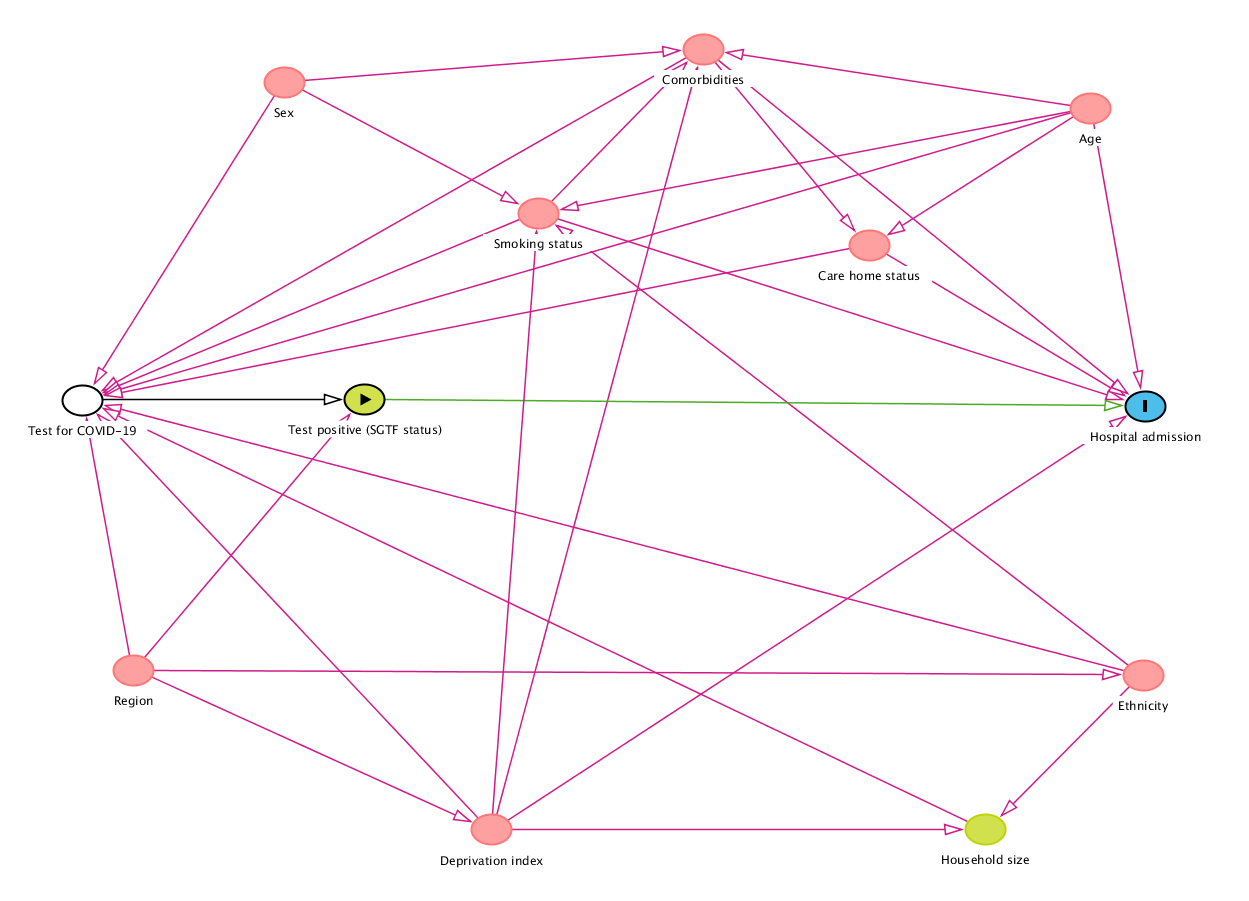 Comorbidities
Sex
Age
Smoking status
Care home status
Test for COVID-19
Test positive (SGTF status)
Hospital admission
Region
Ethnicity
Deprivation index
Household size